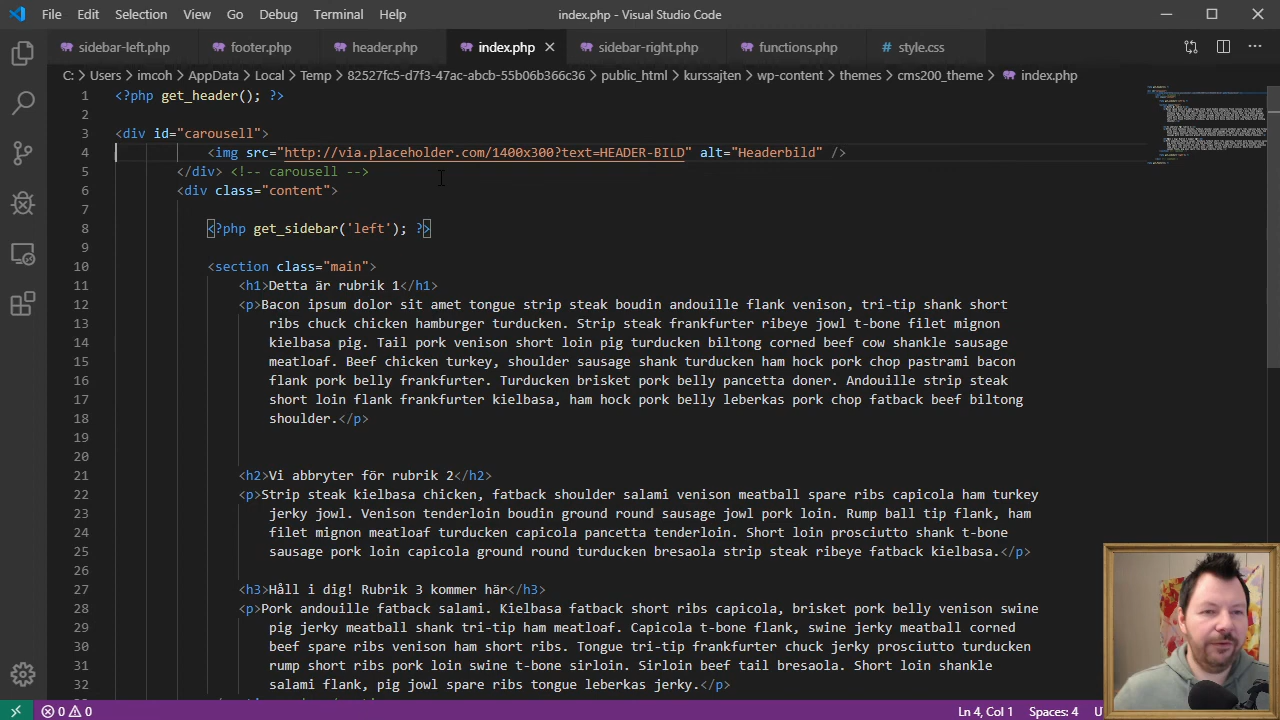 File Edit Selection View Go Debug Terminal Help index.php - Visual Studio Code
sidebar-left.php footer.php header.php index.php sidebar-right.php functions.php # style.css
C: > Users > imcoh > AppData > Local > Temp > 82527fc5-d7f3-47ac-abcb-55b06b366c36 > public_html > kurssajten > wp-content > themes > cms200_theme > index.php
1 <?php get_header(); ?>
2
3 <div id="carousell">
4 <img src="http://via.placeholder.com/1400x300?text=HEADER-BILD" alt="Headerbild" />
5 </div> <!-- carousell -->
6 <div class="content">
7
8 <?php get_sidebar('left'); ?>
9
10 <section class="main">
11 <h1>Detta är rubrik 1</h1>
12 <p>Bacon ipsum dolor sit amet tongue strip steak boudin andouille flank venison, tri-tip shank short
13 ribs chuck chicken hamburger turducken. Strip steak frankfurter ribeye jowl t-bone filet mignon
14 kielbasa pig. Tail pork venison short loin pig turducken biltong corned beef cow shankle sausage
15 meatloaf. Beef chicken turkey, shoulder sausage shank turducken ham hock pork chop pastrami bacon
16 flank pork belly frankfurter. Turducken brisket pork belly pancetta doner. Andouille strip steak
17 short loin flank frankfurter kielbasa, ham hock pork belly leberkas pork chop fatback beef biltong
18 shoulder.</p>
19
20
21 <h2>Vi abbryter för rubrik 2</h2>
22 <p>Strip steak kielbasa chicken, fatback shoulder salami venison meatball spare ribs capicola ham turkey
23 jerky jowl. Venison tenderloin boudin ground round sausage jowl pork loin. Rump ball tip flank, ham
24 filet mignon meatloaf turducken capicola pancetta tenderloin. Short loin prosciutto shank t-bone
25 sausage pork loin capicola ground round turducken bresaola strip steak ribeye fatback kielbasa.</p>
26
27 <h3>Håll i dig! Rubrik 3 kommer här</h3>
28 <p>Pork andouille fatback salami. Kielbasa fatback short ribs capicola, brisket pork belly venison swine
29 pig jerky meatball shank tri-tip ham meatloaf. Capicola t-bone flank, swine jerky meatball corned
30 beef spare ribs venison ham short ribs. Tongue tri-tip frankfurter chuck jerky prosciutto turducken
31 rump short ribs pork loin swine t-bone sirloin. Sirloin beef tail bresaola. Short loin shankle
32 salami flank, pig jowl spare ribs tongue leberkas jerky.</p>
0 0 Ln 4, Col 1 Spaces: 4